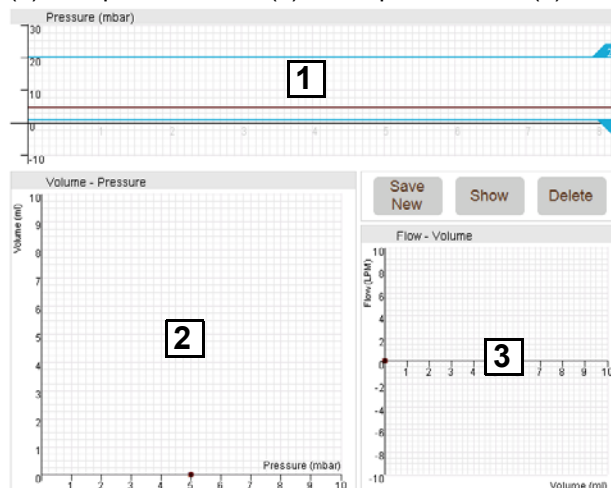 Pressure (mbar)
30
20
1
10
0
1 2 3 4 5 6 7 8
-10
Volume - Pressure
10
Volume (ml)
9
8
7
6
5
2
4
3
2
1
Pressure (mbar)
0
1 2 3 4 5 6 7 8 9 10
Save New
Show
Delete
Flow - Volume
10
Flow (LPM)
8
6
4
2
3
0
1 2 3 4 7 8 9 10
-2
-4
-6
-8
-10
Volume (ml)